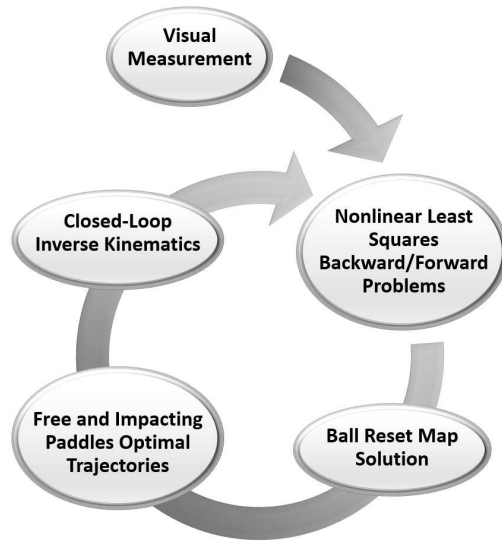 Visual
Measurement
Closed-Loop
Inverse Kinematics
Nonlinear Least
Squares
Backward/Forward
Problems
Free and Impacting
Paddles Optimal
Trajectories
Ball Reset Map
Solution